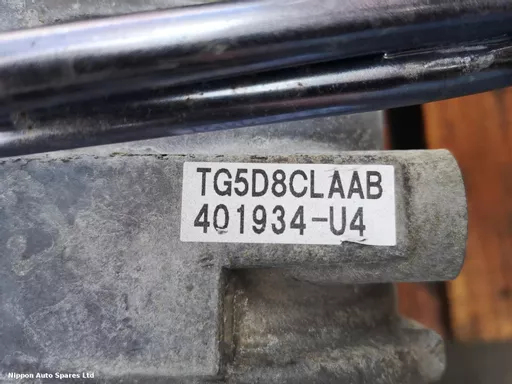 TG5D8CLAAB
401934-U4
Nippon Auto Spares Ltd